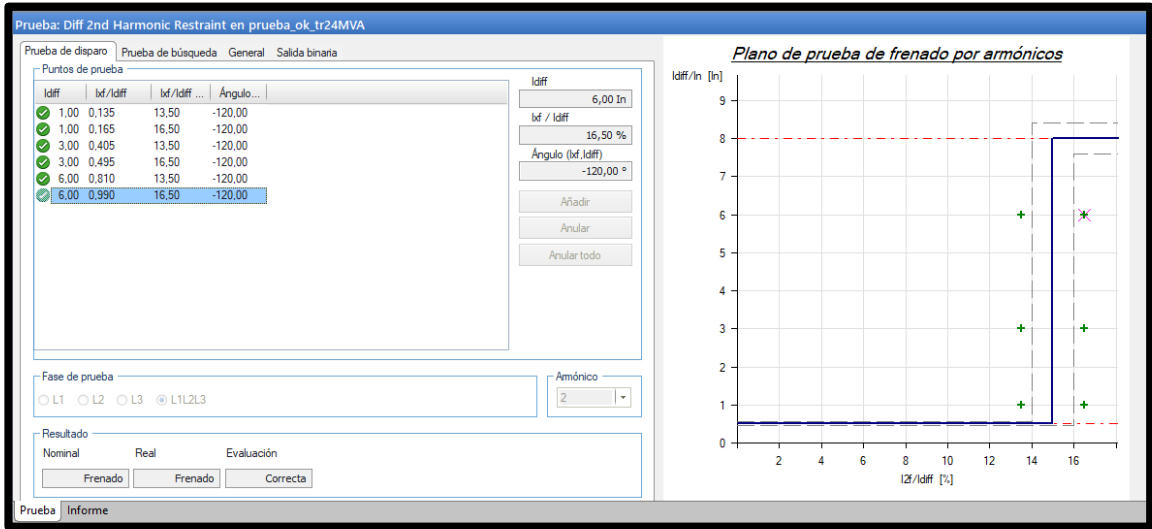 Prueba: Diff 2nd Harmonic Restraint en prueba_ok_tr24MVA
Prueba de disparo Prueba de búsqueda General Salida binaria
Puntos de prueba
Idiff Ixf/Idiff Ixf/Idiff ... Ángulo...
1,00 0,135 13,50 -120,00
1,00 0,165 16,50 -120,00
3,00 0,405 13,50 -120,00
3,00 0,495 16,50 -120,00
6,00 0,810 13,50 -120,00
6,00 0,990 16,50 -120,00
Idiff
6,00 In
Ixf / Idiff
16,50 %
Ángulo (Ixf,Idiff)
-120,00 °
Añadir
Anular
Anular todo
Fase de prueba
L1 L2 L3 L1L2L3
Armónico
2
Resultado
Nominal Real Evaluación
Frenado Frenado Correcta
Prueba Informe
Plano de prueba de frenado por armónicos
Idiff/In [In]
9
8
7
6
5
4
3
2
1
0
2 4 6 8 10 12 14 16
I2f/Idiff [%]